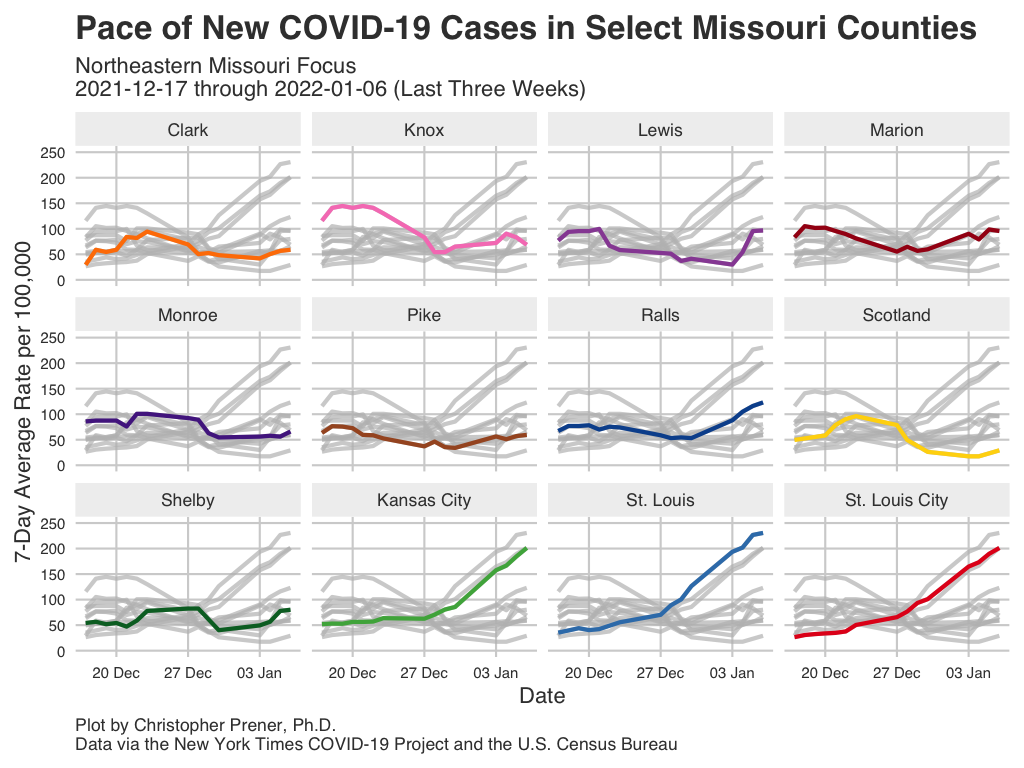 Pace of New COVID-19 Cases in Select Missouri Counties
Northeastern Missouri Focus
2021-12-17 through 2022-01-06 (Last Three Weeks)
7-Day Average Rate per 100,000
Clark Knox Lewis Marion
250
200
150
100
50
0
Monroe Pike Ralls Scotland
250
200
150
100
50
0
Shelby Kansas City St. Louis St. Louis City
250
200
150
100
50
0
20 Dec 27 Dec 03 Jan 20 Dec 27 Dec 03 Jan 20 Dec 27 Dec 03 Jan 20 Dec 27 Dec 03 Jan
Date
Plot by Christopher Prener, Ph.D.
Data via the New York Times COVID-19 Project and the U.S. Census Bureau